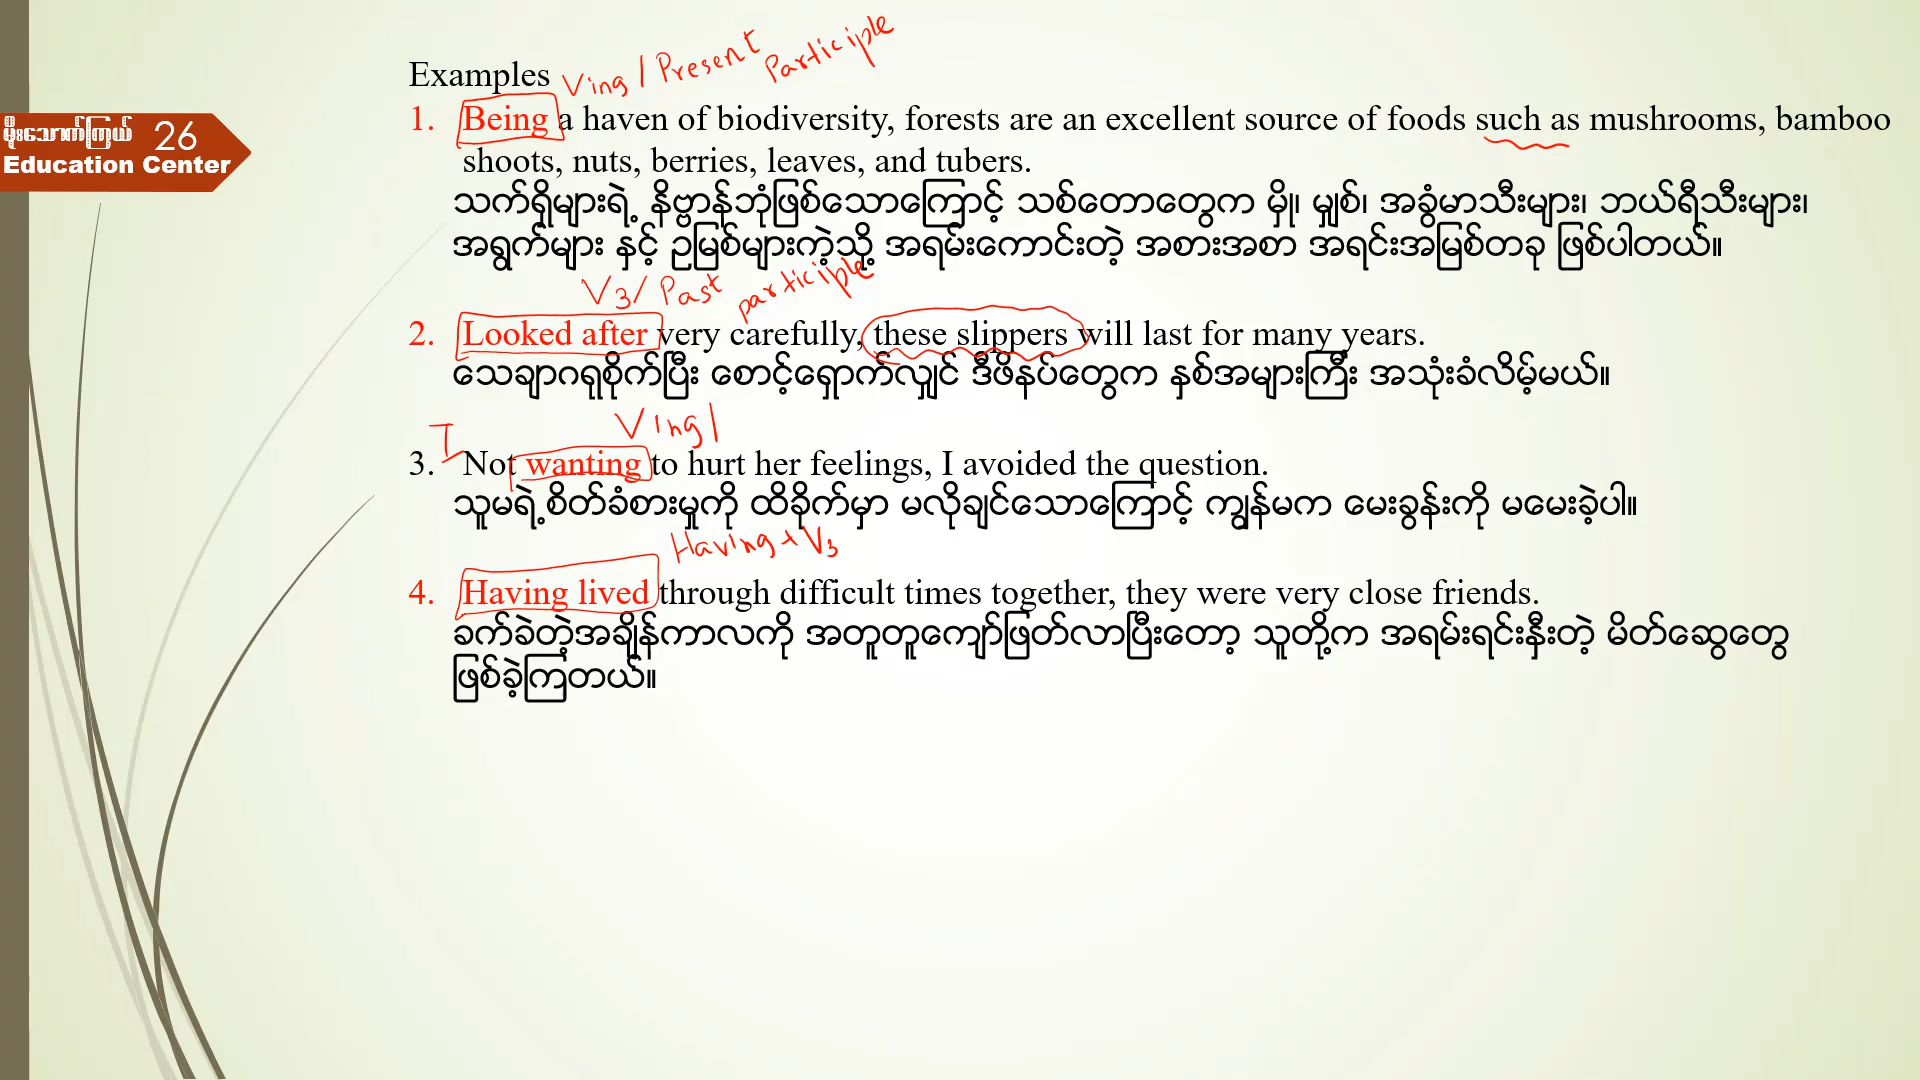 Examples
Ving / Present Participle
26
Education Center
1. Being a haven of biodiversity, forests are an excellent source of foods such as mushrooms, bamboo
shoots, nuts, berries, leaves, and tubers.
သက်ရှိများရဲ့ နိဗ္ဗာန်ဘုံဖြစ်သောကြောင့် သစ်တောတွေက မှို၊ မျှစ်၊ အခွံမာသီးများ၊ ဘယ်ရီသီးများ၊
အရွက်များ နှင့် ဥမြစ်များကဲ့သို့ အရမ်းကောင်းတဲ့ အစားအစာ အရင်းအမြစ်တခု ဖြစ်ပါတယ်။
V3/ Past participle
2. Looked after very carefully, these slippers will last for many years.
သေချာဂရုစိုက်ပြီး စောင့်ရှောက်လျှင် ဒီဖိနပ်တွေက နှစ်အများကြီး အသုံးခံလိမ့်မယ်။
I
Ving /
3. Not wanting to hurt her feelings, I avoided the question.
သူမရဲ့စိတ်ခံစားမှုကို ထိခိုက်မှာ မလိုချင်သောကြောင့် ကျွန်မက မေးခွန်းကို မမေးခဲ့ပါ။
Having + V3
4. Having lived through difficult times together, they were very close friends.
ခက်ခဲတဲ့အချိန်ကာလကို အတူတူကျော်ဖြတ်လာပြီးတော့ သူတို့က အရမ်းရင်းနှီးတဲ့ မိတ်ဆွေတွေ
ဖြစ်ခဲ့ကြတယ်။